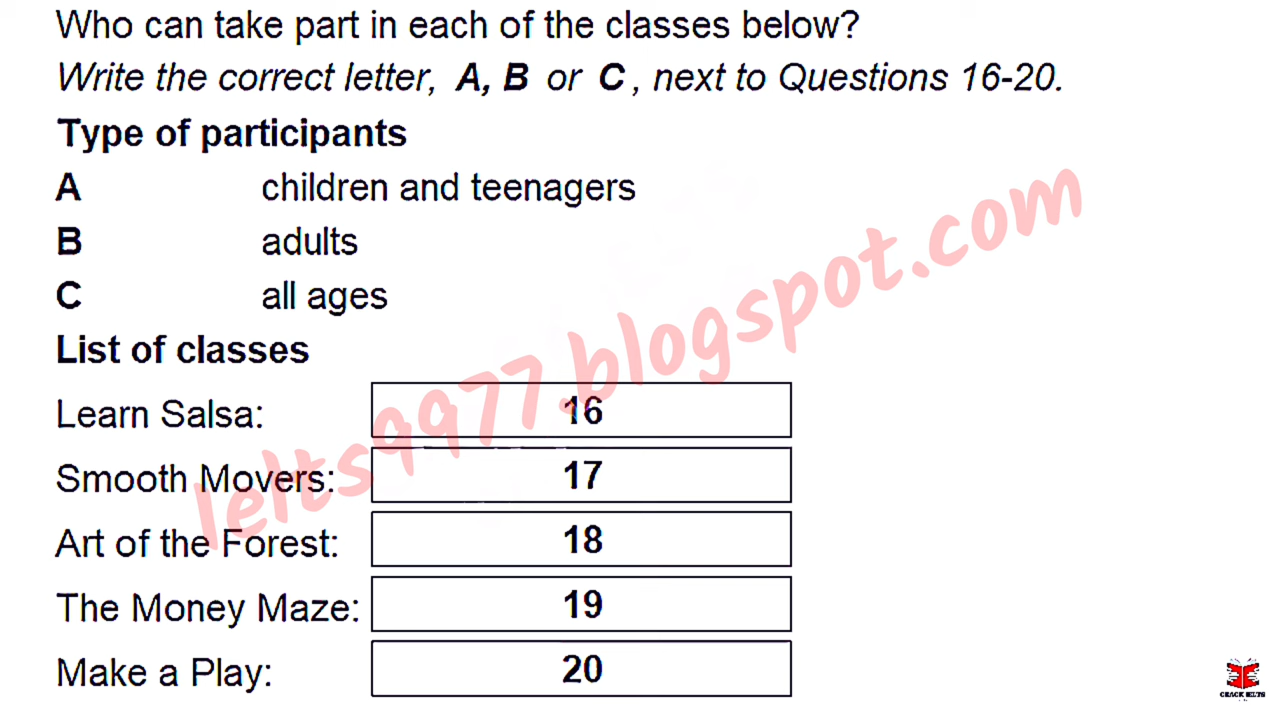 Who can take part in each of the classes below?
Write the correct letter, A, B or C, next to Questions 16-20.
Type of participants
A children and teenagers
B adults
C all ages
List of classes
Learn Salsa: 16
Smooth Movers: 17
Art of the Forest: 18
The Money Maze: 19
Make a Play: 20
Ielts9977.blogspot.com
CRACK IELTS